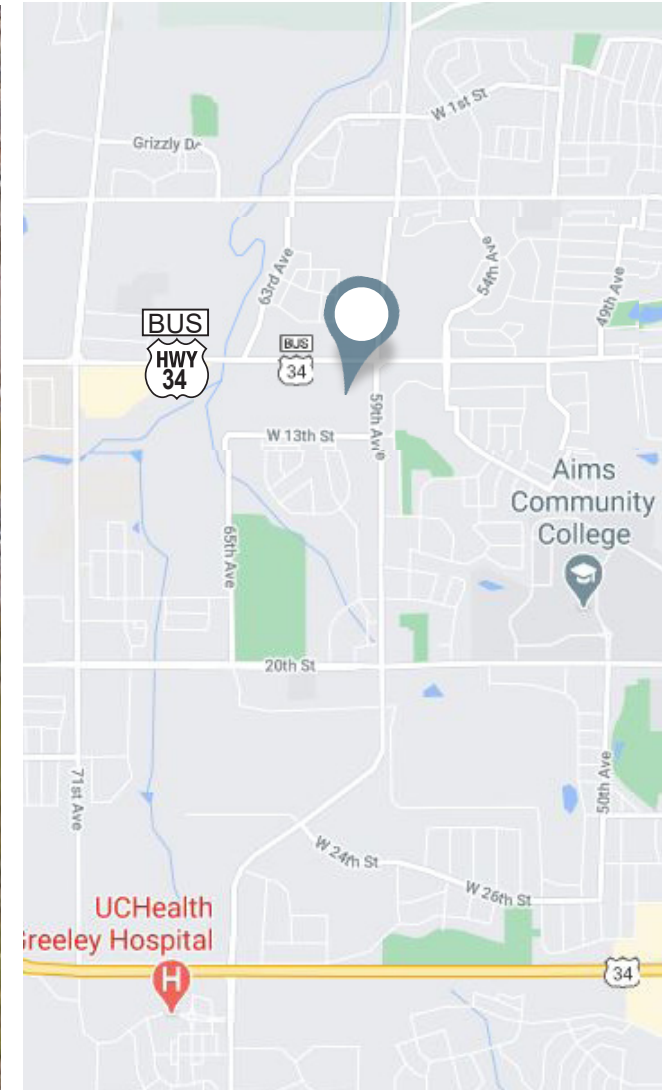 W 1st St
Grizzly Dr
63rd Ave
54th Ave
49th Ave
BUS
HWY
34
BUS
34
59th Ave
W 13th St
Aims
Community
College
65th Ave
20th St
71st Ave
50th Ave
W 24th St
W 26th St
UCHealth
Greeley Hospital
H
34